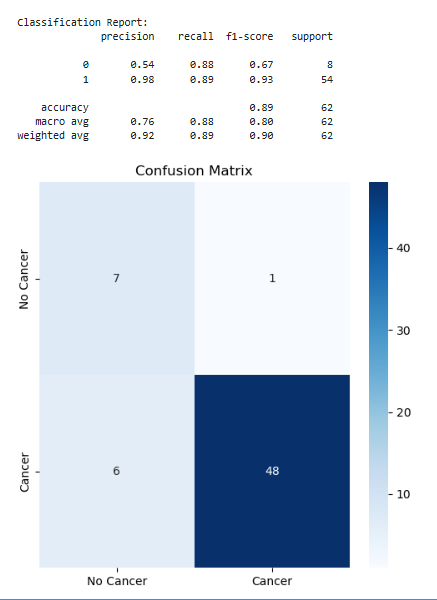 Classification Report:
precision recall f1-score support
0 0.54 0.88 0.67 8
1 0.98 0.89 0.93 54
accuracy 0.89 62
macro avg 0.76 0.88 0.80 62
weighted avg 0.92 0.89 0.90 62
Confusion Matrix
No Cancer
7 1
40
30
20
Cancer
6 48
10
No Cancer Cancer